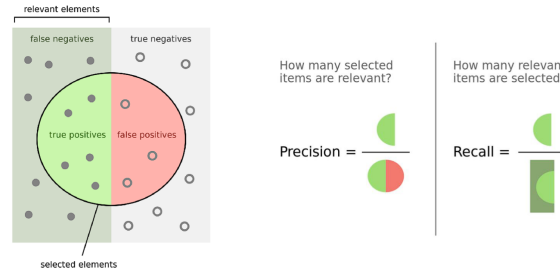 relevant elements
false negatives
true negatives
true positives
false positives
selected elements
How many selected
items are relevant?
Precision =
How many relevan
items are selected
Recall =